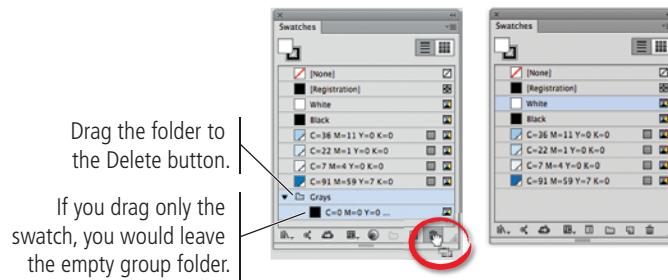 Swatches
[None]
[Registration]
White
Black
C=36 M=11 Y=0 K=0
C=22 M=1 Y=0 K=0
C=7 M=4 Y=0 K=0
C=91 M=59 Y=7 K=0
Grays
C=0 M=0 Y=0 ...
Drag the folder to
the Delete button.
If you drag only the
swatch, you would leave
the empty group folder.
Swatches
[None]
[Registration]
White
Black
C=36 M=11 Y=0 K=0
C=22 M=1 Y=0 K=0
C=7 M=4 Y=0 K=0
C=91 M=59 Y=7 K=0